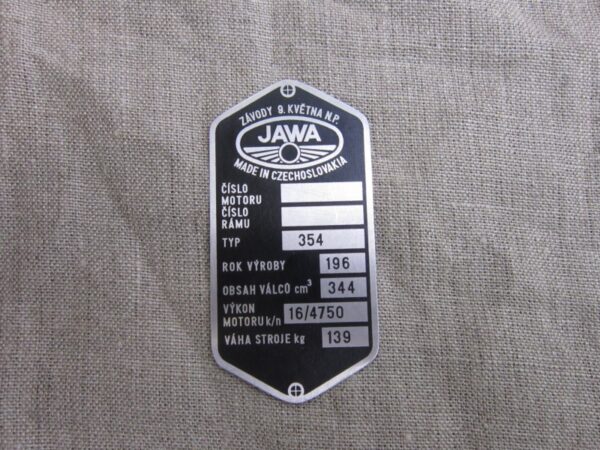 ZÁVODY 9. KVĚTNA N.P.
JAWA
MADE IN CZECHOSLOVAKIA
ČÍSLO
MOTORU
ČÍSLO
RÁMU
TYP 354
ROK VÝROBY 196
OBSAH VÁLCŮ cm³ 344
VÝKON
MOTORU k/n 16/4750
VÁHA STROJE kg 139